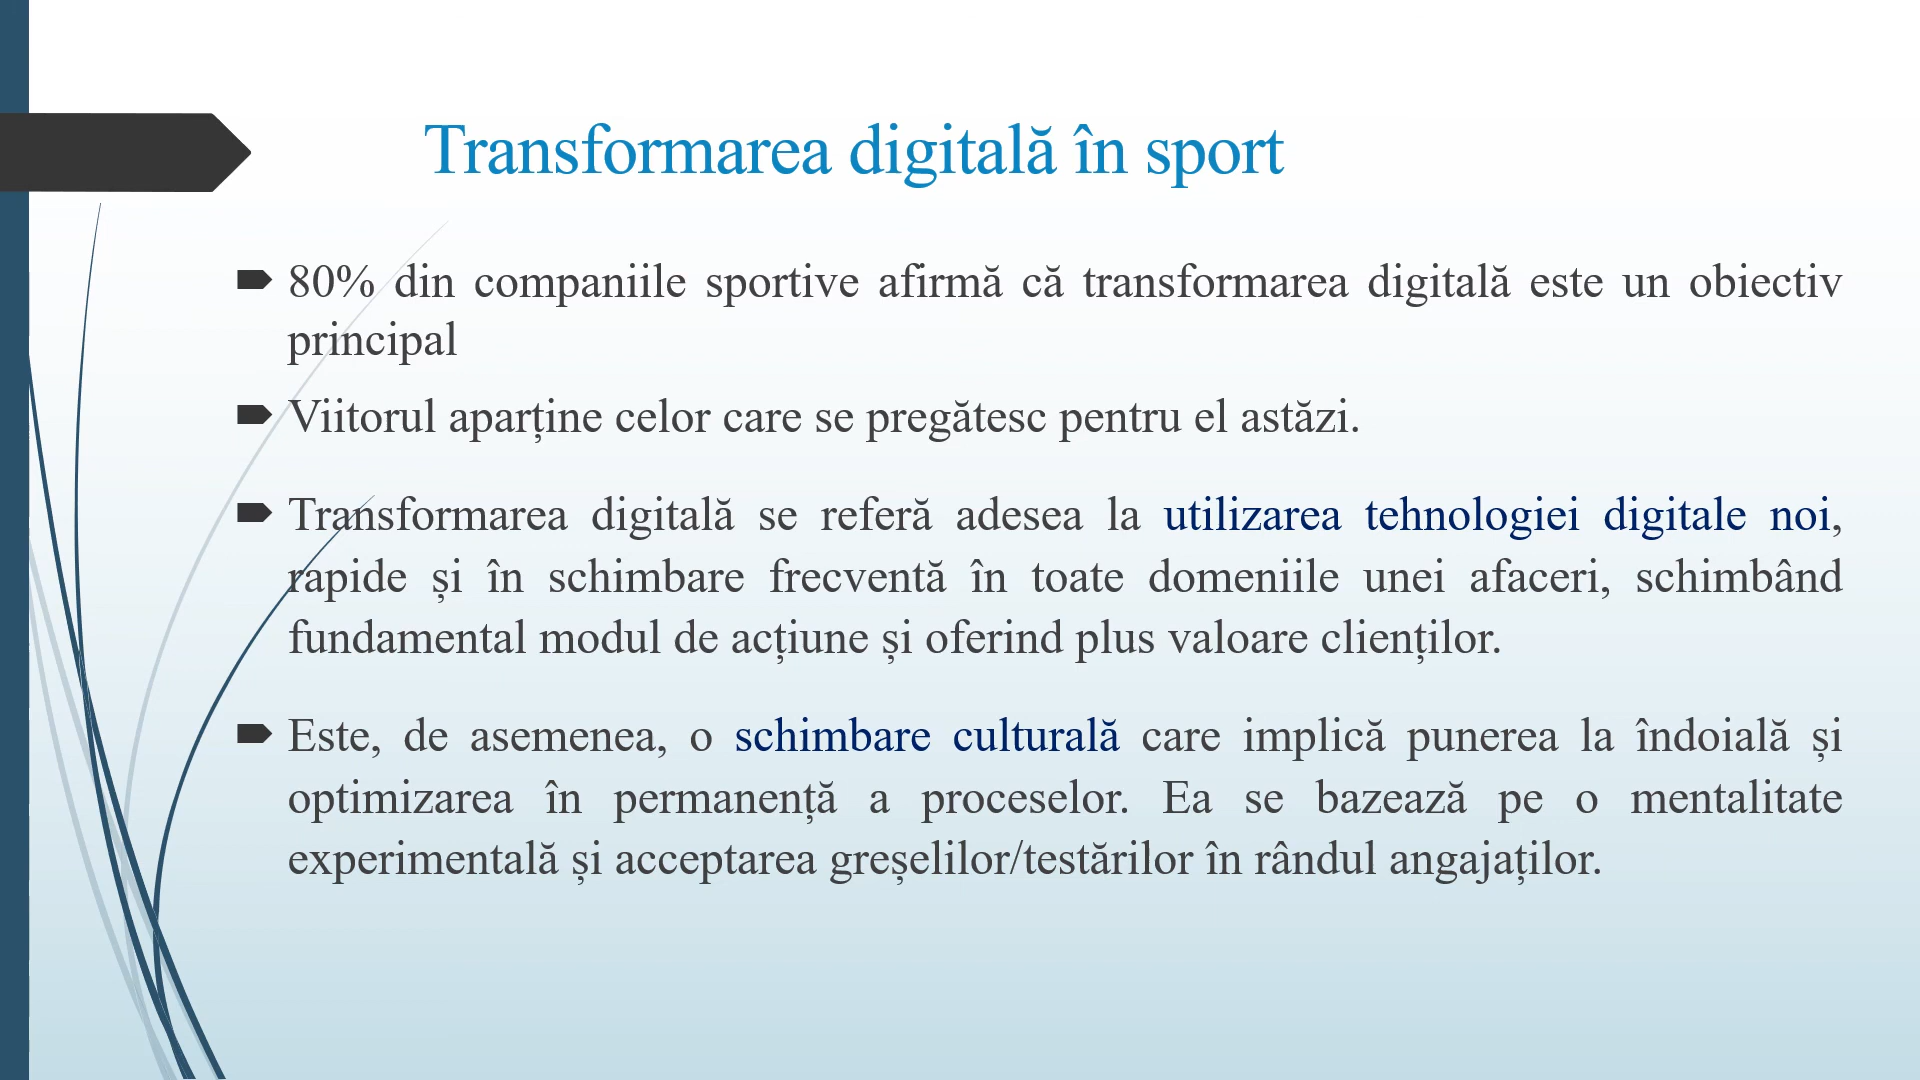 Transformarea digitală în sport
80% din companiile sportive afirmă că transformarea digitală este un obiectiv
principal
Viitorul aparține celor care se pregătesc pentru el astăzi.
Transformarea digitală se referă adesea la utilizarea tehnologiei digitale noi,
rapide și în schimbare frecventă în toate domeniile unei afaceri, schimbând
fundamental modul de acțiune și oferind plus valoare clienților.
Este, de asemenea, o schimbare culturală care implică punerea la îndoială și
optimizarea în permanență a proceselor. Ea se bazează pe o mentalitate
experimentală și acceptarea greșelilor/testărilor în rândul angajaților.